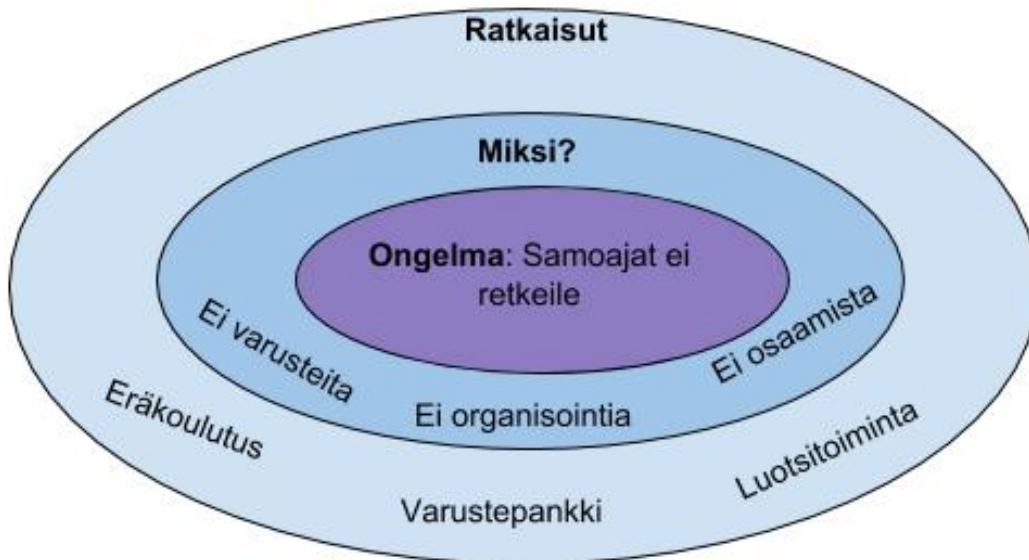 Ratkaisut
Miksi?
Ongelma: Samoajat ei
retkeile
Ei varusteita
Ei organisointia
Ei osaamista
Eräkoulutus
Varustepankki
Luotsitoiminta